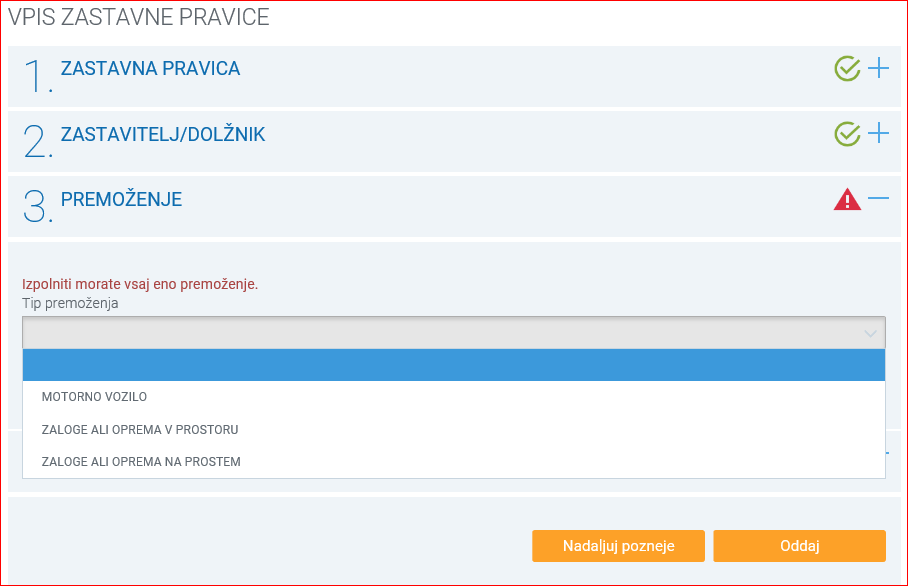 VPIS ZASTAVNE PRAVICE
1. ZASTAVNA PRAVICA
2. ZASTAVITELJ/DOLŽNIK
3. PREMOŽENJE
Izpolniti morate vsaj eno premoženje.
Tip premoženja
MOTORNO VOZILO
ZALOGE ALI OPREMA V PROSTORU
ZALOGE ALI OPREMA NA PROSTEM
Nadaljuj pozneje
Oddaj